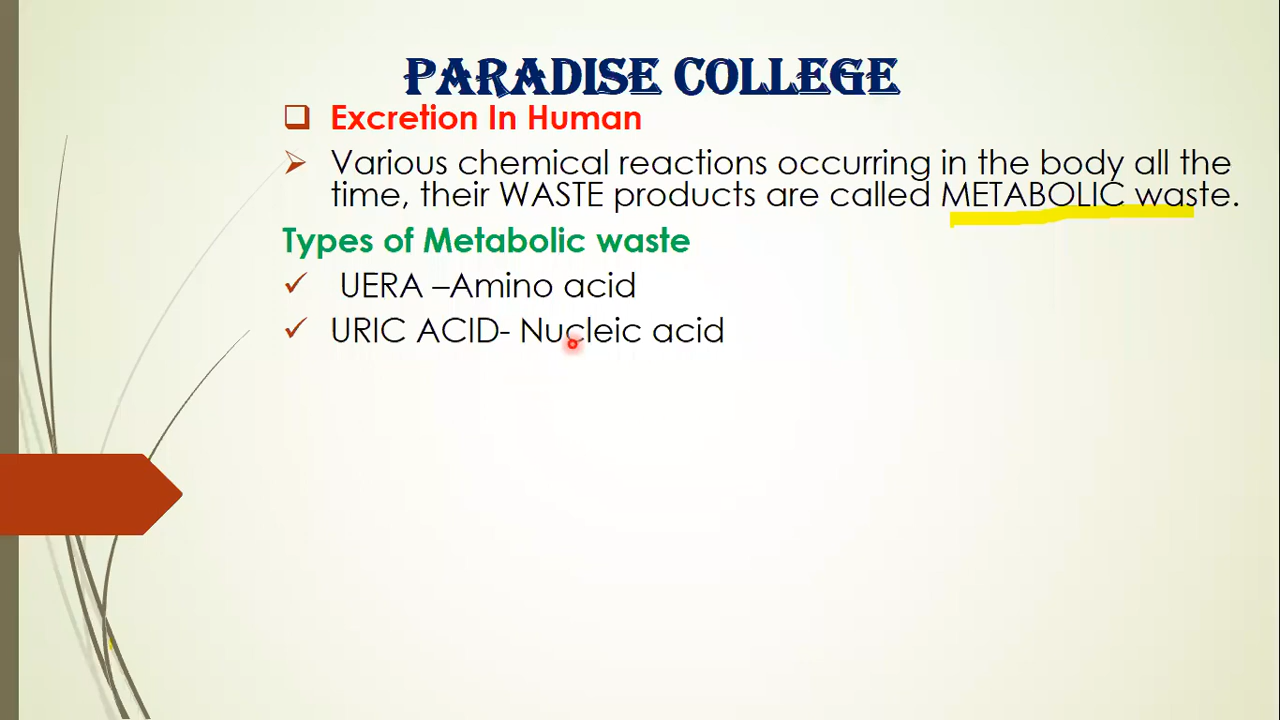 PARADISE COLLEGE
Excretion In Human
Various chemical reactions occurring in the body all the
time, their WASTE products are called METABOLIC waste.
Types of Metabolic waste
UERA –Amino acid
URIC ACID- Nucleic acid